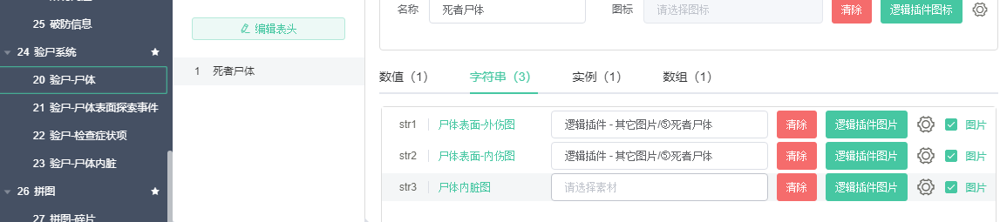 25 破防信息
24 验尸系统
20 验尸-尸体
21 验尸-尸体表面探索事件
22 验尸-检查症状项
23 验尸-尸体内脏
26 拼图
27 拼图-碎片
编辑表头
1 死者尸体
名称 死者尸体 图标 请选择图标 清除 逻辑插件图标
数值（1） 字符串（3） 实例（1） 数组（1）
str1 尸体表面-外伤图 逻辑插件 - 其它图片/⑤死者尸体 清除 逻辑插件图片 图片
str2 尸体表面-内伤图 逻辑插件 - 其它图片/⑤死者尸体 清除 逻辑插件图片 图片
str3 尸体内脏图 请选择素材 清除 逻辑插件图片 图片